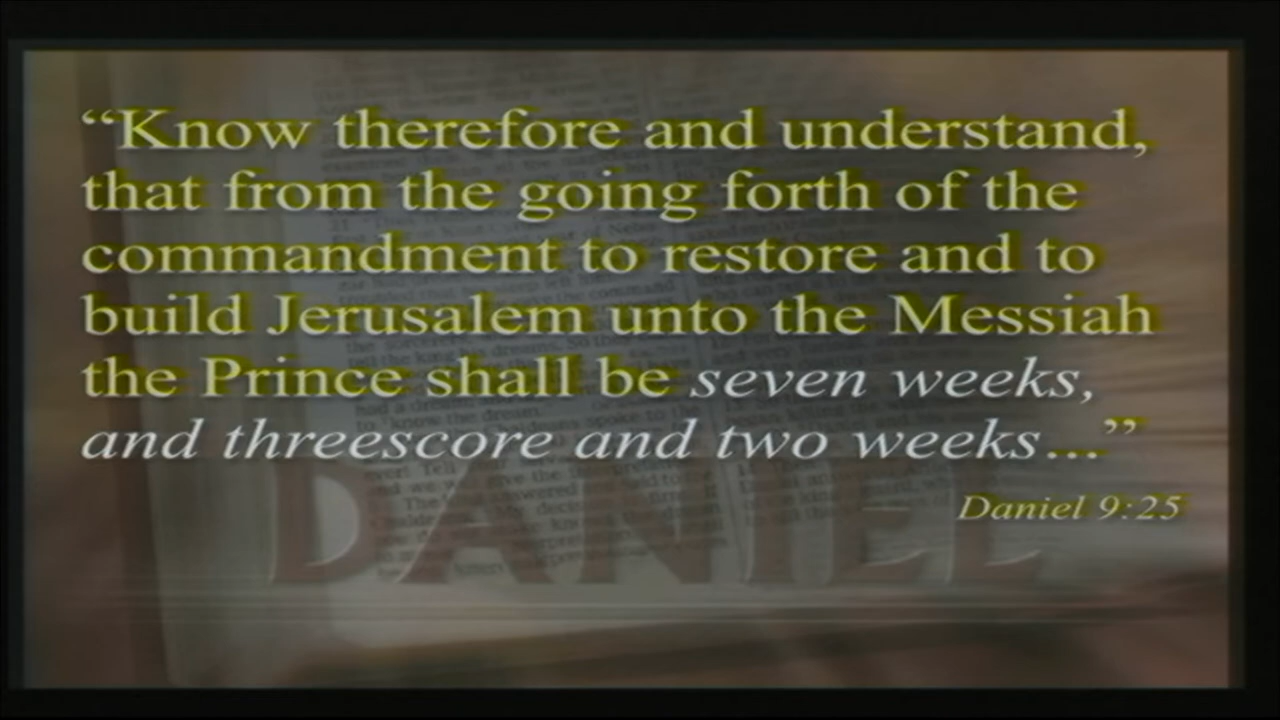 “Know therefore and understand,
that from the going forth of the
commandment to restore and to
build Jerusalem unto the Messiah
the Prince shall be seven weeks,
and threescore and two weeks...”
Daniel 9:25
DANIEL